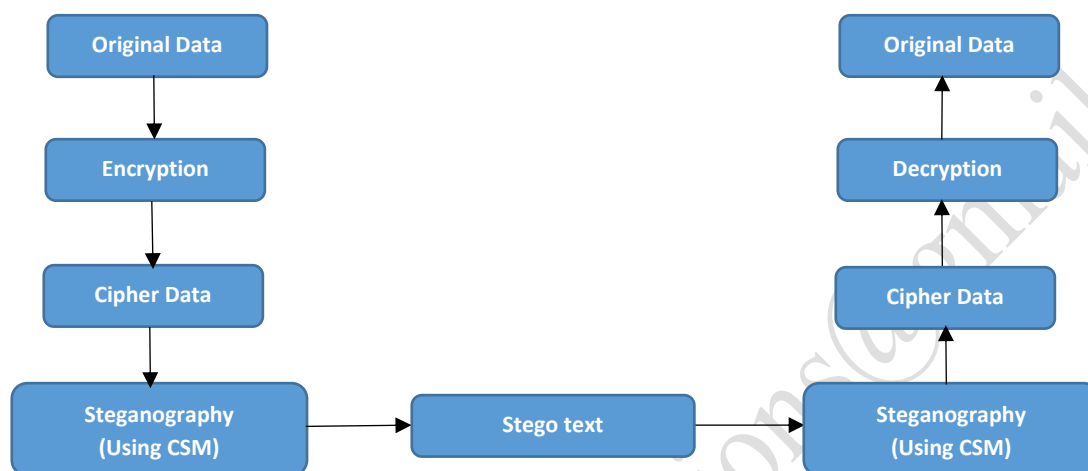 Original Data
Encryption
Cipher Data
Steganography
(Using CSM)
Stego text
Steganography
(Using CSM)
Cipher Data
Decryption
Original Data